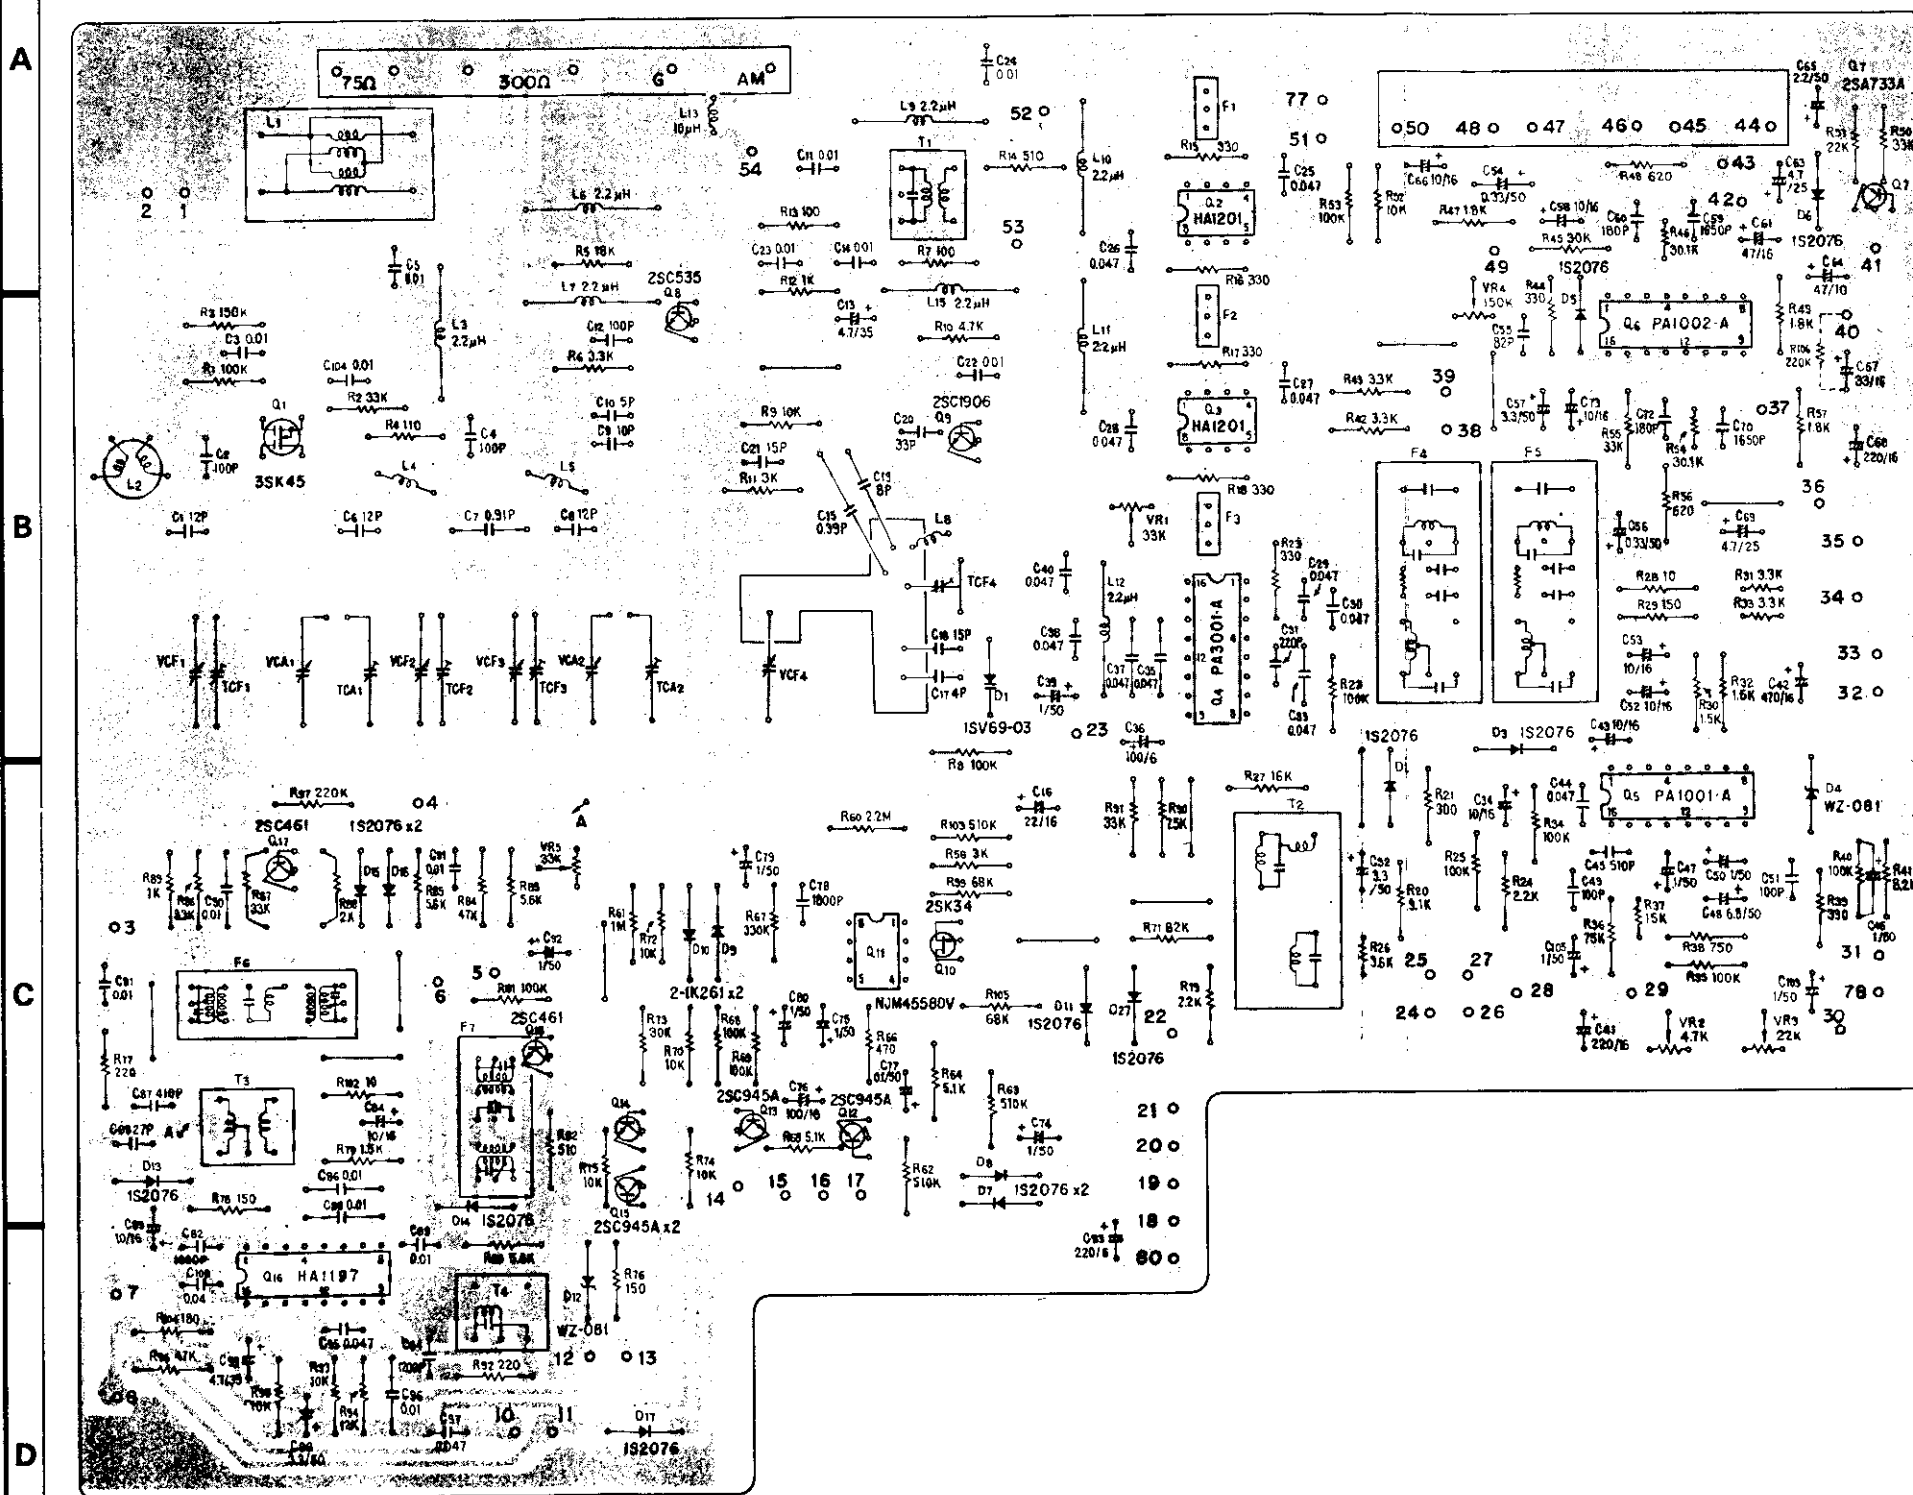 A
75Ω 300Ω G AM
C24 0.01
L13 10µH
L9 2.2µH
52
F1
77
51
50 48 47 46 45 44
C65 2.2/50
Q7 2SA733A
L1
54
C11 0.01
T1
R14 510
L10 2.2µH
R15 330
C25 0.047
R53 100K
R52 10K
C66 10/16
C54 0.33/50
R48 620
43
C63 4.7/25
R51 22K
R50 33K
2 1
L6 2.2µH
R13 100
53
Q2 HA1201
1 4 8 5
R47 1.8K
C58 10/16
C60 180P
R46 30.1K
C59 1650P
42
C61 47/16
D6 1S2076
Q7
C5 0.01
R5 18K
C23 0.01
C14 0.01
R7 100
C26 0.047
49
R45 30K
1S2076
41
L7 2.2µH
2SC535
Q8
R12 1K
L15 2.2µH
R16 330
VR4 150K
R44 330
D5
C64 47/10
R3 150K
C3 0.01
R1 100K
L3 2.2µH
C12 100P
R6 3.3K
C13 4.7/35
R10 4.7K
L11 2.2µH
F2
R17 330
C55 82P
Q6 PA1002-A
R49 1.8K
40
R106 220K
C67 33/16
C104 0.01
R2 33K
C22 0.01
2SC1906
C27 0.047
R43 3.3K
39
C57 3.3/50
C73 10/16
C72 180P
37
R57 1.8K
Q1
3SK45
R4 110
C4 100P
C10 5P
C9 10P
R9 10K
C20 33P
Q9
C28 0.047
Q3 HA1201
R42 3.3K
38
R55 33K
R54 30.1K
C70 1650P
C68 220/16
L2
C2 100P
L4
L5
C21 15P
R11 3K
C19 8P
R18 330
F4
F5
R56 620
36
B
C1 12P
C6 12P
C7 0.91P
C8 12P
C15 0.39P
L8
VR1 33K
F3
C56 0.33/50
C69 4.7/25
35
TCF4
C40 0.047
L12 2.2µH
R23 330
C29 0.047
C30 0.047
R28 10
R29 150
R31 3.3K
R33 3.3K
34
VCF1 TCF1 VCA1 TCA1 VCF2 TCF2 VCF3 TCF3 VCA2 TCA2 VCF4
C18 15P
C17 4P
D1
1SV69-03
C38 0.047
C39 1/50
C37 0.047
C35 0.047
Q4 PA3001-A
C31 220P
C33 0.047
R22 100K
C53 10/16
C52 10/16
R30 1.5K
R32 1.6K
C42 470/16
33
32
23
C36 100/6
R8 100K
1S2076
D3 1S2076
C43 10/16
R97 220K
4
A
C16 22/16
R91 33K
R27 16K
T2
R21 300
C34 10/16
C44 0.047
Q5 PA1001-A
D4 WZ-081
2SC461 1S2076 x2
Q17
R60 2.2M
R103 510K
R58 3K
R99 68K
2SK34
R34 100K
C45 510P
R89 1K
C90 0.01
R87 33K
D15 D16
R85 5.6K
R84 47K
R88 5.6K
VR5 33K
C79 1/50
C78 1800P
C32 3.3/50
R20 9.1K
R25 100K
R24 2.2K
C49 180P
C47 1/50
C50 1/50
C51 100P
R40 100K
R41 8.2K
3
C92 1/50
R61 1M
R72 10K
D10 D9
R67 330K
Q11
Q10
R71 82K
R36 75K
R37 15K
C48 6.8/50
R39 390
C46 1/50
R26 3.6K
C105 1/50
R38 750
R35 100K
C
C91 0.01
F6
6
5
R81 100K
2SC461
2-1K261 x2
NJM4558DV
R105 68K
D11 1S2076
D27
R19 2.2K
22
25 27
28
29
31
24 26
C103 1/50
78
R77 220
F7
R73 30K
R70 10K
R68 100K
R69 100K
C80 1/50
C75 1/50
R66 470
1S2076
C41 220/16
VR2 4.7K
VR3 22K
30
C87 410P
T3
R102 10
C84 10/16
A
R79 1.5K
Q14
2SC945A
Q13
C76 100/16
2SC945A
Q12
C77 0.1/50
R64 5.1K
R63 510K
C74 1/50
21
20
R82 510
R75 10K
R74 10K
R65 5.1K
D13 1S2076
R78 150
C86 0.01
C88 0.01
D14 1S2076
Q15
2SC945A x2
14 15 16 17
R62 510K
D8
D7
1S2076 x2
19
18
C93 220/6
80
10/16
C82
C89 0.01
Q16 HA1197
T4
D12
R76 150
WZ-081
7
0.04
R104 180
C95 0.047
R92 220
12 13
4.7/35
R93 10K
C96 0.01
10 11
D17 1S2076
D